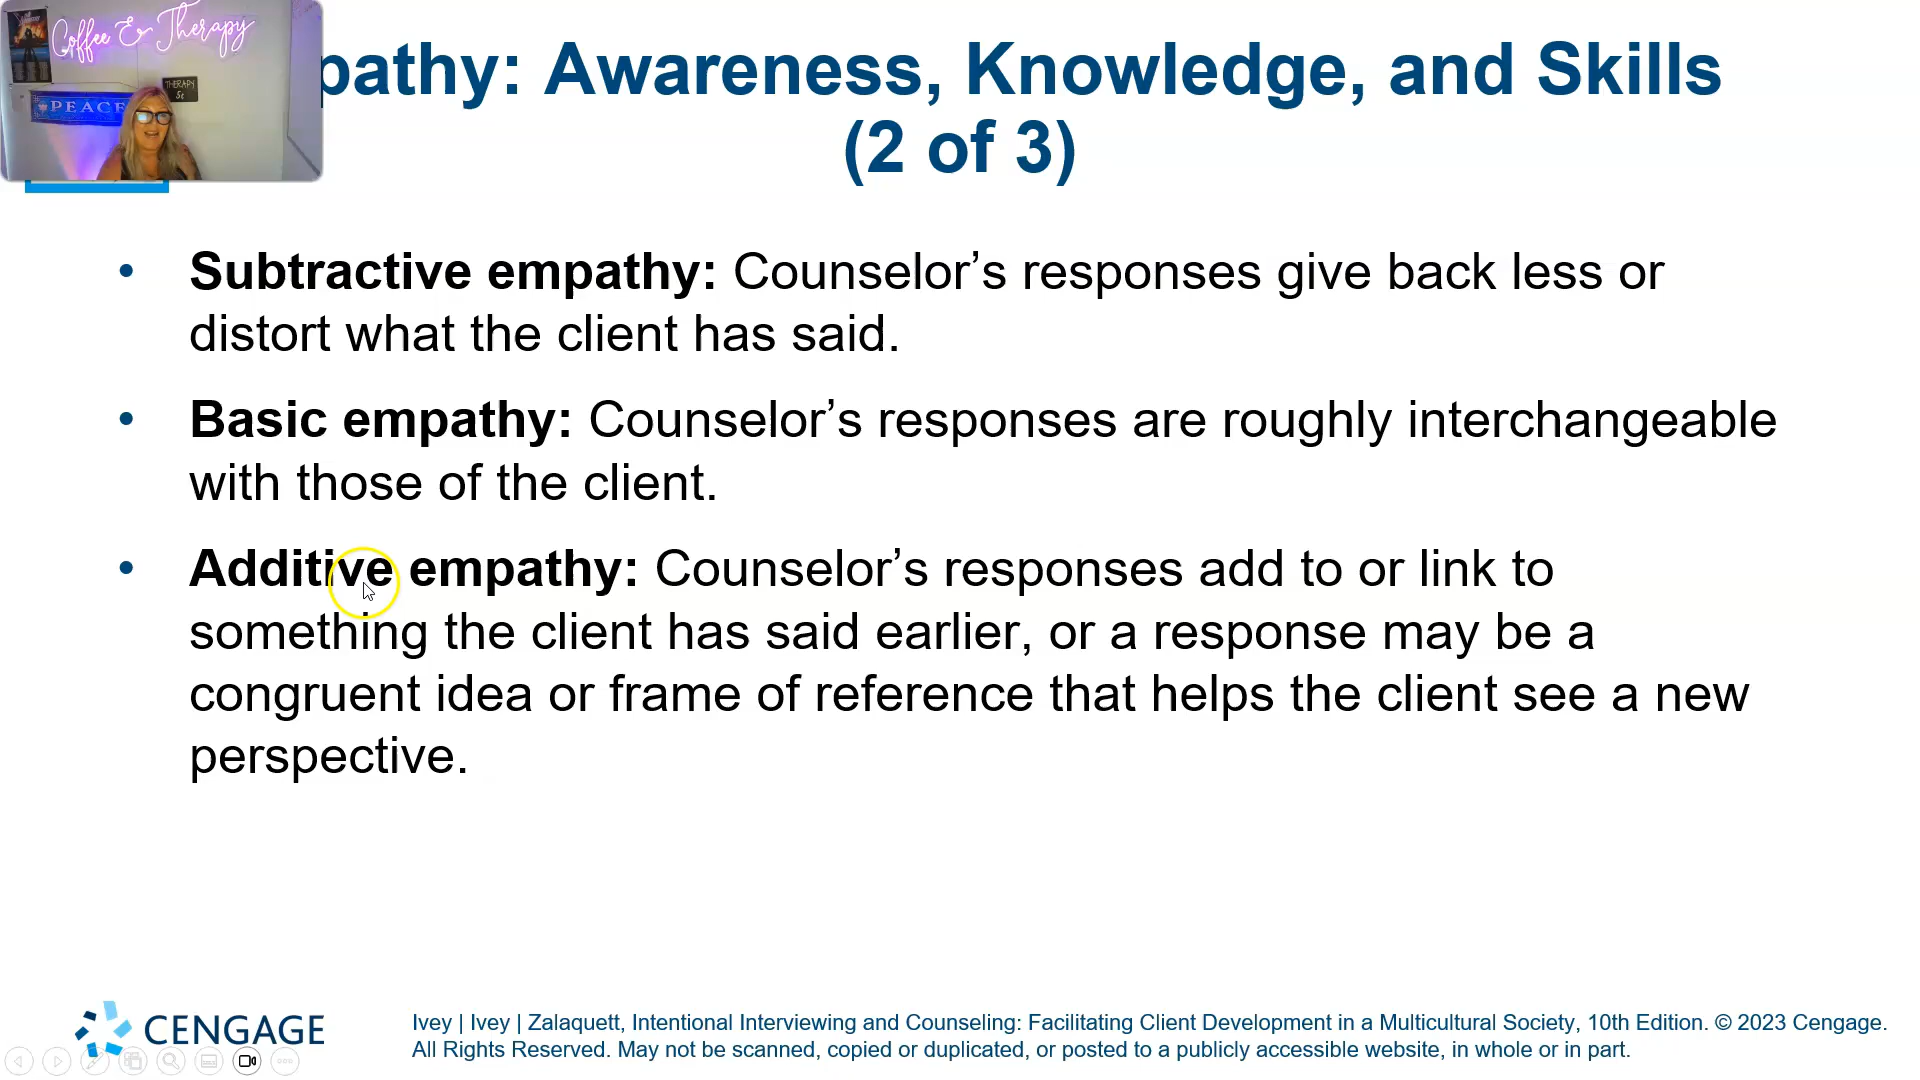 Coffee & Therapy
PEACE
THERAPY
5¢
pathy: Awareness, Knowledge, and Skills
(2 of 3)
• Subtractive empathy: Counselor’s responses give back less or
distort what the client has said.
• Basic empathy: Counselor’s responses are roughly interchangeable
with those of the client.
• Additive empathy: Counselor’s responses add to or link to
something the client has said earlier, or a response may be a
congruent idea or frame of reference that helps the client see a new
perspective.
CENGAGE
Ivey | Ivey | Zalaquett, Intentional Interviewing and Counseling: Facilitating Client Development in a Multicultural Society, 10th Edition. © 2023 Cengage.
All Rights Reserved. May not be scanned, copied or duplicated, or posted to a publicly accessible website, in whole or in part.